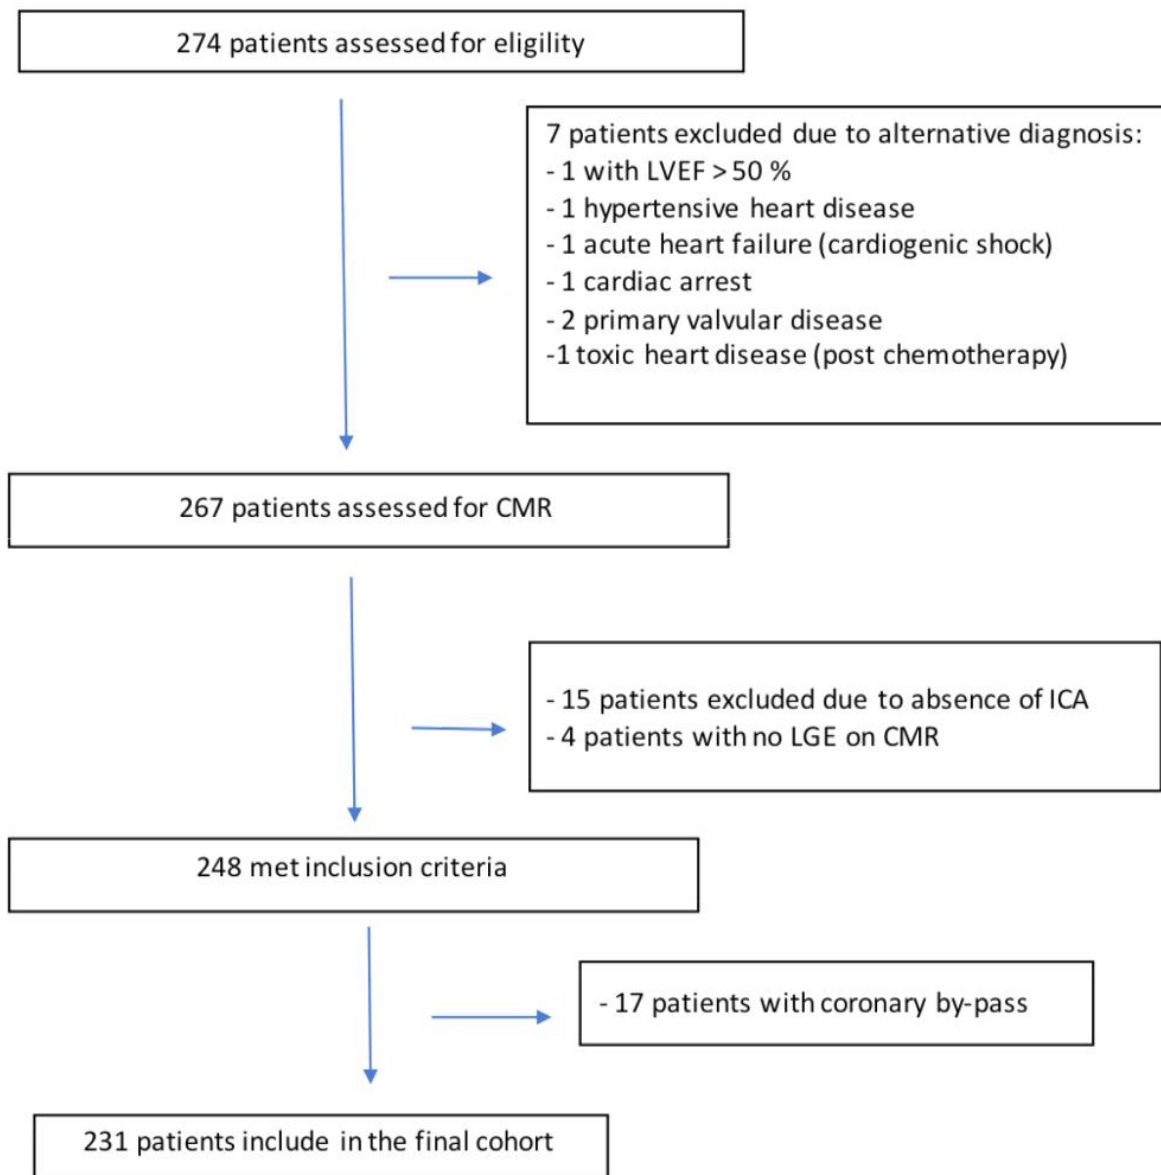 274 patients assessed for eligility
7 patients excluded due to alternative diagnosis:
- 1 with LVEF > 50 %
- 1 hypertensive heart disease
- 1 acute heart failure (cardiogenic shock)
- 1 cardiac arrest
- 2 primary valvular disease
-1 toxic heart disease (post chemotherapy)
267 patients assessed for CMR
- 15 patients excluded due to absence of ICA
- 4 patients with no LGE on CMR
248 met inclusion criteria
- 17 patients with coronary by-pass
231 patients include in the final cohort